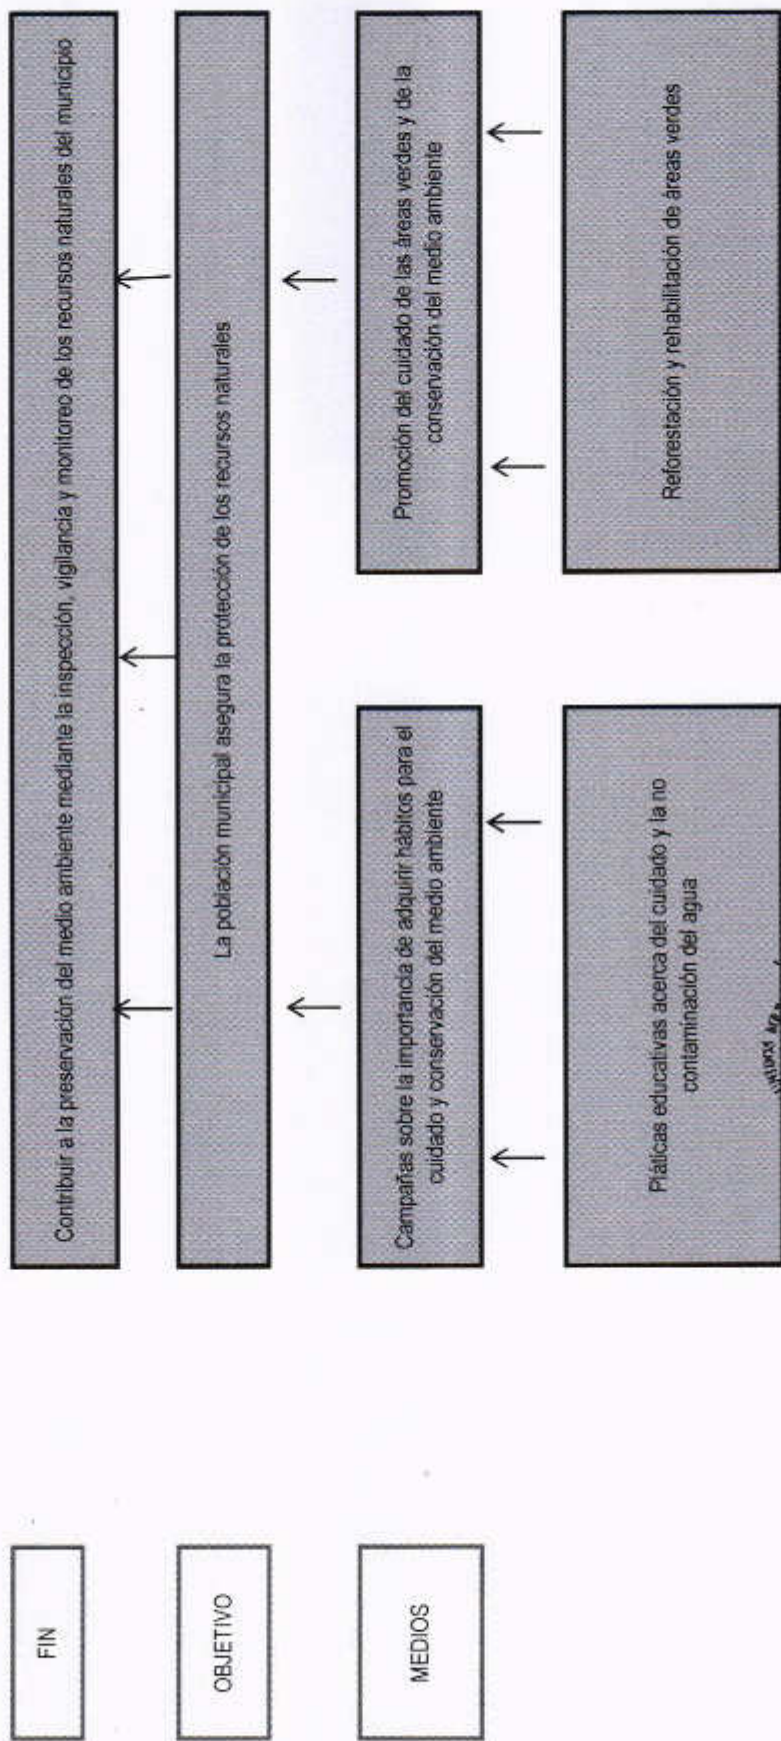 FIN
Contribuir a la preservación del medio ambiente mediante la inspección, vigilancia y monitoreo de los recursos naturales del municipio
OBJETIVO
La población municipal asegura la protección de los recursos naturales
MEDIOS
Campañas sobre la importancia de adquirir hábitos para el
cuidado y conservación del medio ambiente
Promoción del cuidado de las áreas verdes y de la
conservación del medio ambiente
Pláticas educativas acerca del cuidado y la no
contaminación del agua
Reforestación y rehabilitación de áreas verdes